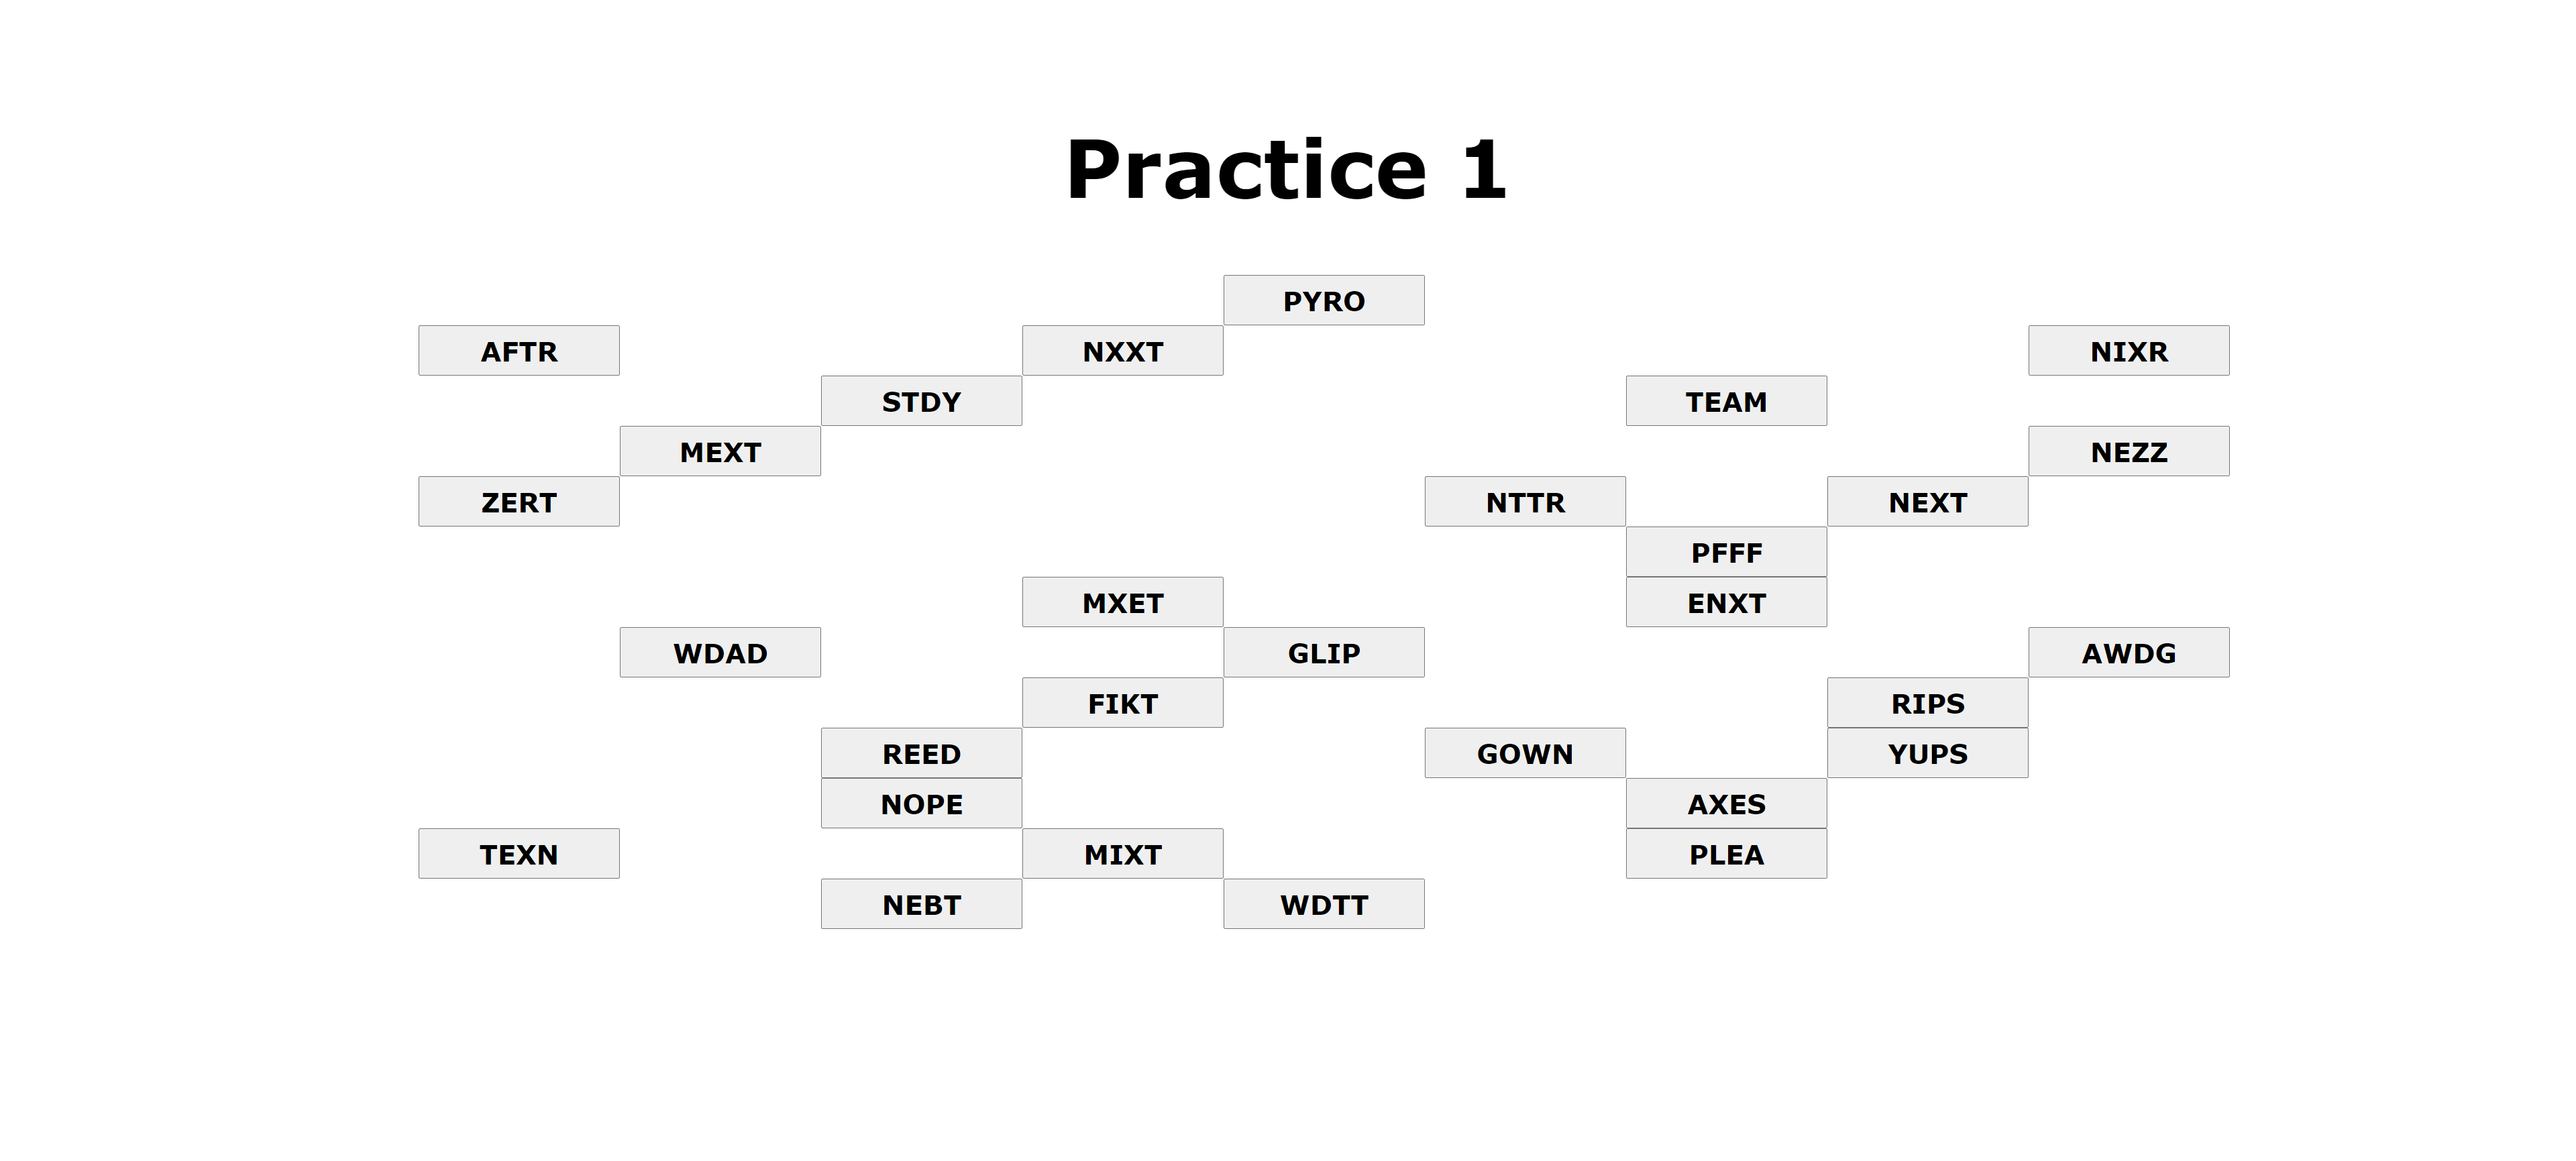 Practice 1
PYRO
AFTR NXXT NIXR
STDY TEAM
MEXT NEZZ
ZERT NTTR NEXT
PFFF
MXET ENXT
WDAD GLIP AWDG
FIKT RIPS
REED GOWN YUPS
NOPE AXES
TEXN MIXT PLEA
NEBT WDTT